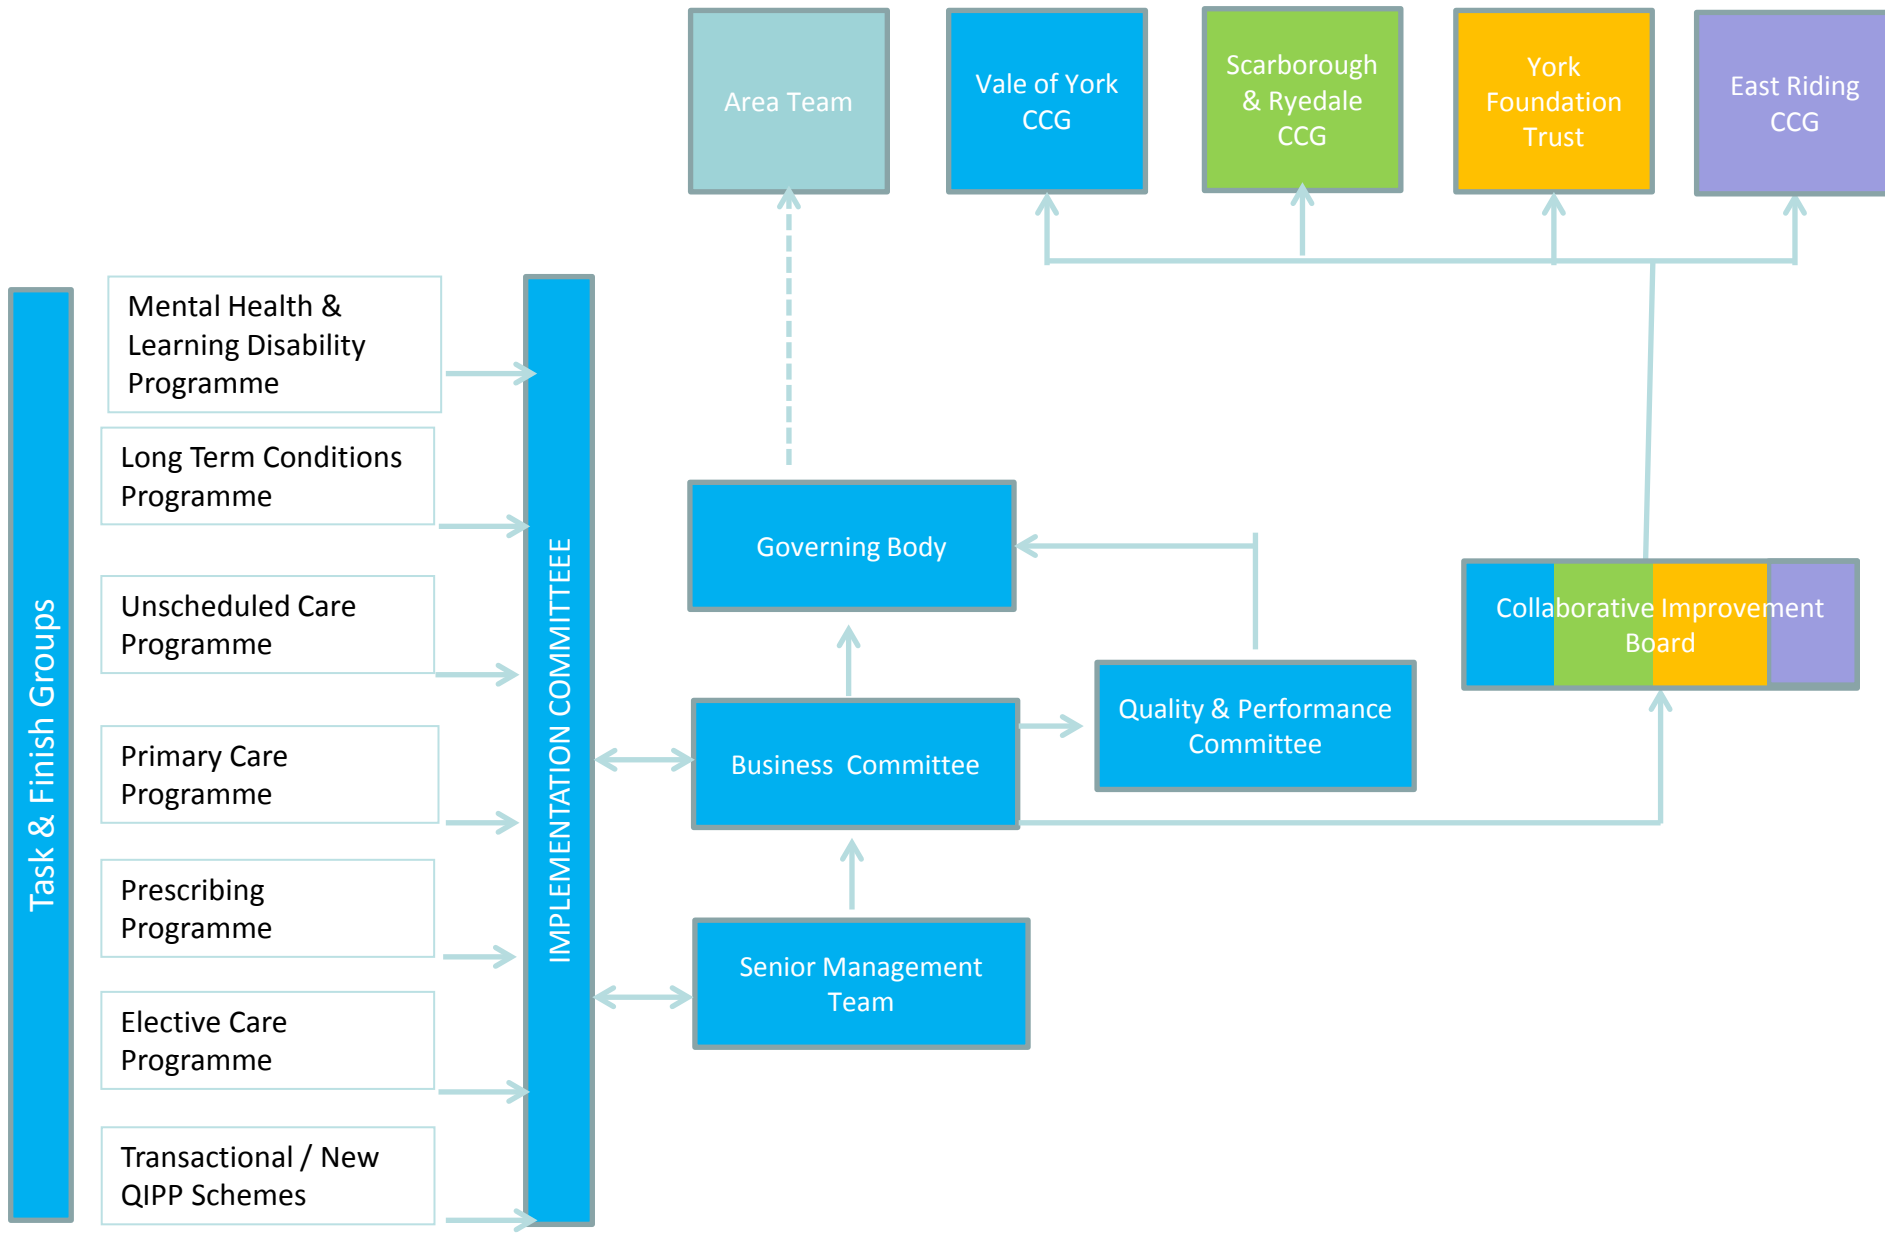 Area Team
Vale of York
CCG
Scarborough
& Ryedale
CCG
York
Foundation
Trust
East Riding
CCG
Task & Finish Groups
Mental Health &
Learning Disability
Programme
Long Term Conditions
Programme
Unscheduled Care
Programme
Primary Care
Programme
Prescribing
Programme
Elective Care
Programme
Transactional / New
QIPP Schemes
IMPLEMENTATION COMMITTEEE
Governing Body
Business Committee
Senior Management
Team
Quality & Performance
Committee
Collaborative Improvement
Board